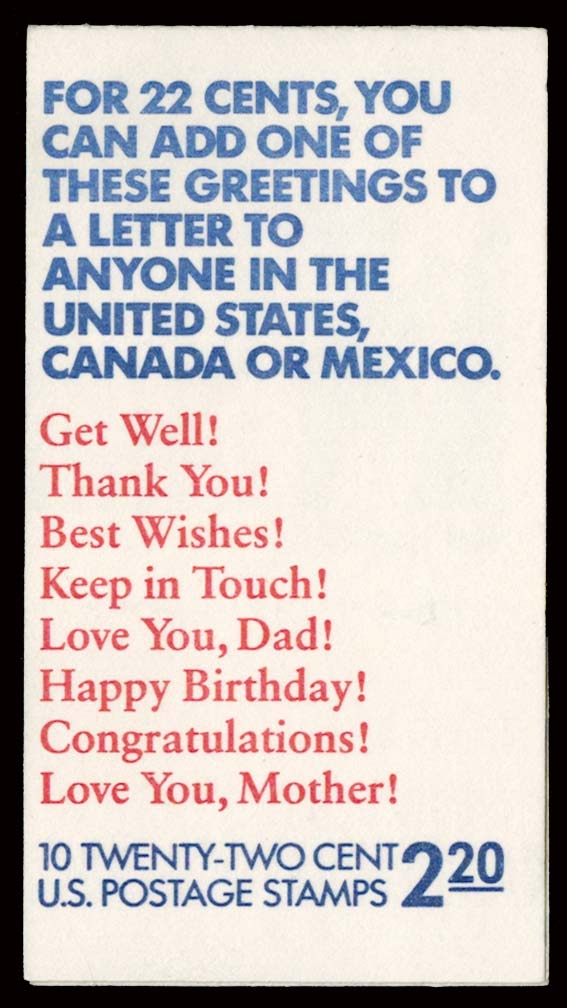 FOR 22 CENTS, YOU
CAN ADD ONE OF
THESE GREETINGS TO
A LETTER TO
ANYONE IN THE
UNITED STATES,
CANADA OR MEXICO.
Get Well!
Thank You!
Best Wishes!
Keep in Touch!
Love You, Dad!
Happy Birthday!
Congratulations!
Love You, Mother!
10 TWENTY-TWO CENT 220
U.S. POSTAGE STAMPS